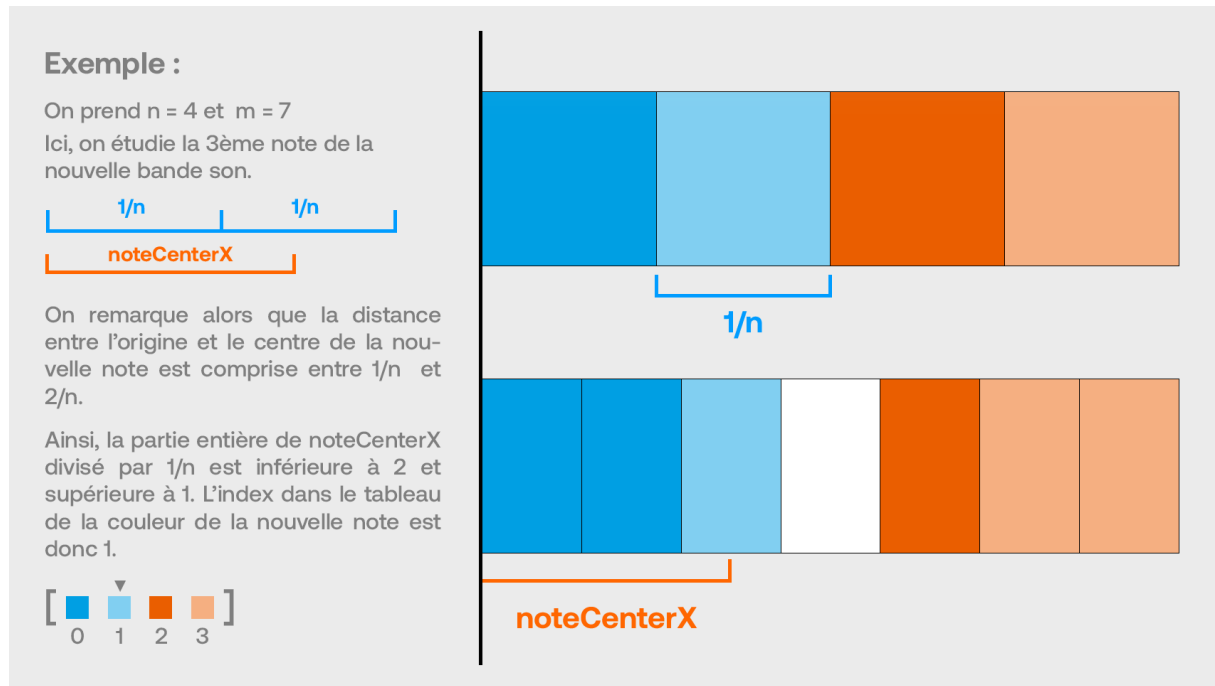 Exemple :
On prend n = 4 et m = 7
Ici, on étudie la 3ème note de la
nouvelle bande son.
1/n 1/n
noteCenterX
On remarque alors que la distance
entre l'origine et le centre de la nou-
velle note est comprise entre 1/n et
2/n.
Ainsi, la partie entière de noteCenterX
divisé par 1/n est inférieure à 2 et
supérieure à 1. L'index dans le tableau
de la couleur de la nouvelle note est
donc 1.
[ ]
0 1 2 3
1/n
noteCenterX